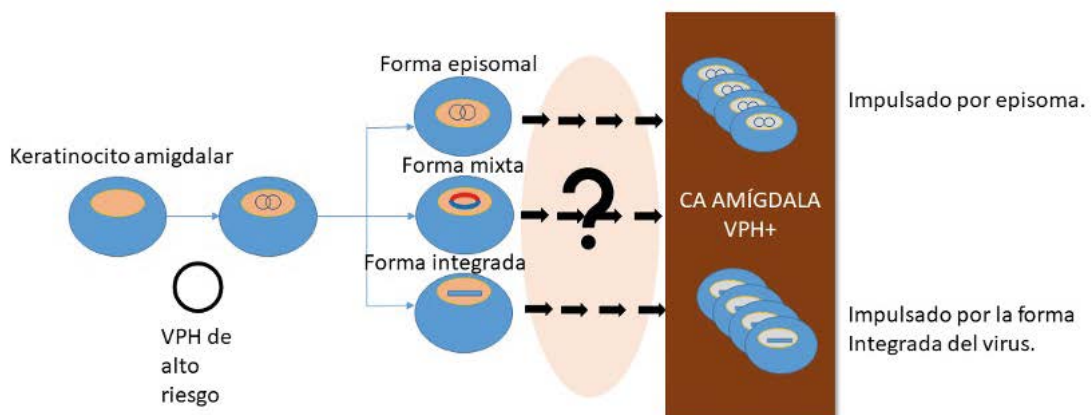 Forma episomal
Impulsado por episoma.
Keratinocito amigdalar
Forma mixta
?
CA AMÍGDALA
VPH+
Forma integrada
VPH de
alto
riesgo
Impulsado por la forma
Integrada del virus.